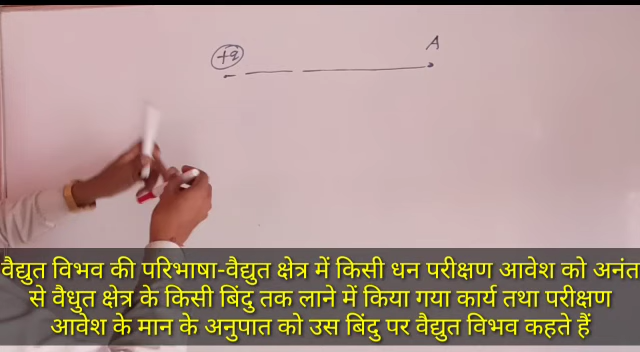 +q
A
वैद्युत विभव की परिभाषा-वैद्युत क्षेत्र में किसी धन परीक्षण आवेश को अनंत
से वैधुत क्षेत्र के किसी बिंदु तक लाने में किया गया कार्य तथा परीक्षण
आवेश के मान के अनुपात को उस बिंदु पर वैद्युत विभव कहते हैं